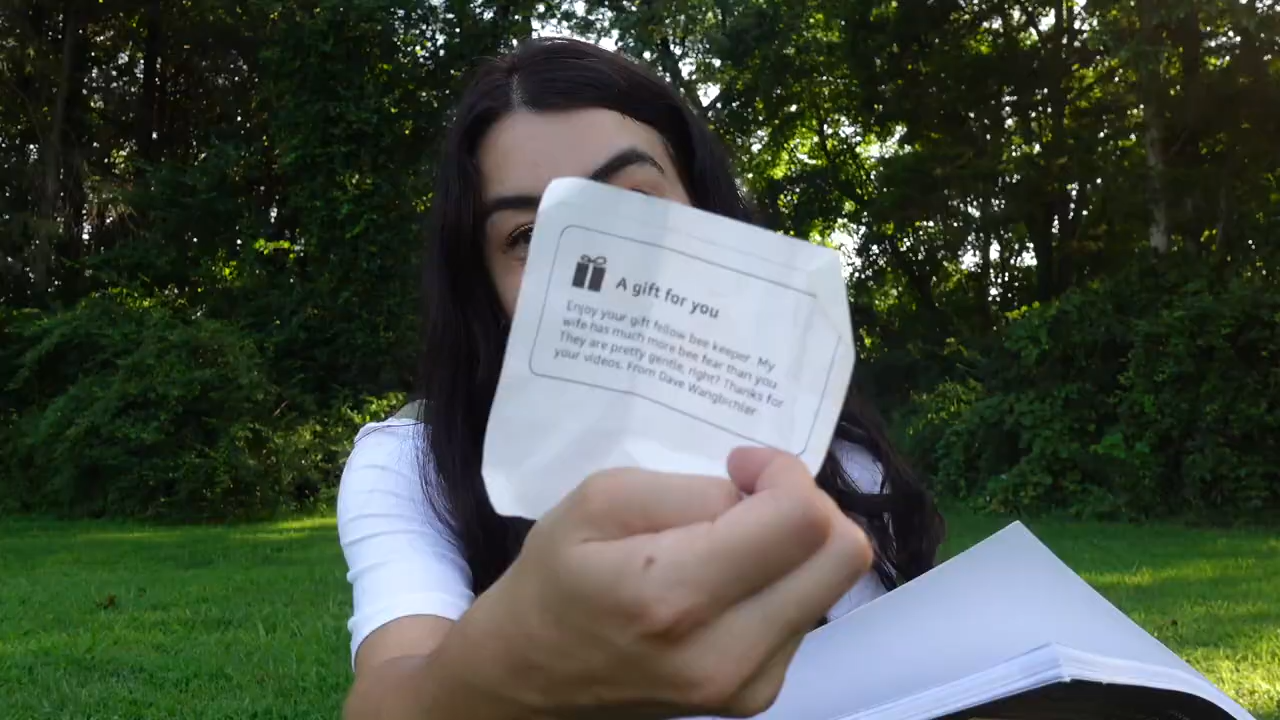 A gift for you
Enjoy your gift fellow bee keeper. My
wife has much more bee fear than you
They are pretty gentle, right? Thanks for
your videos. From Dave Wangbichler